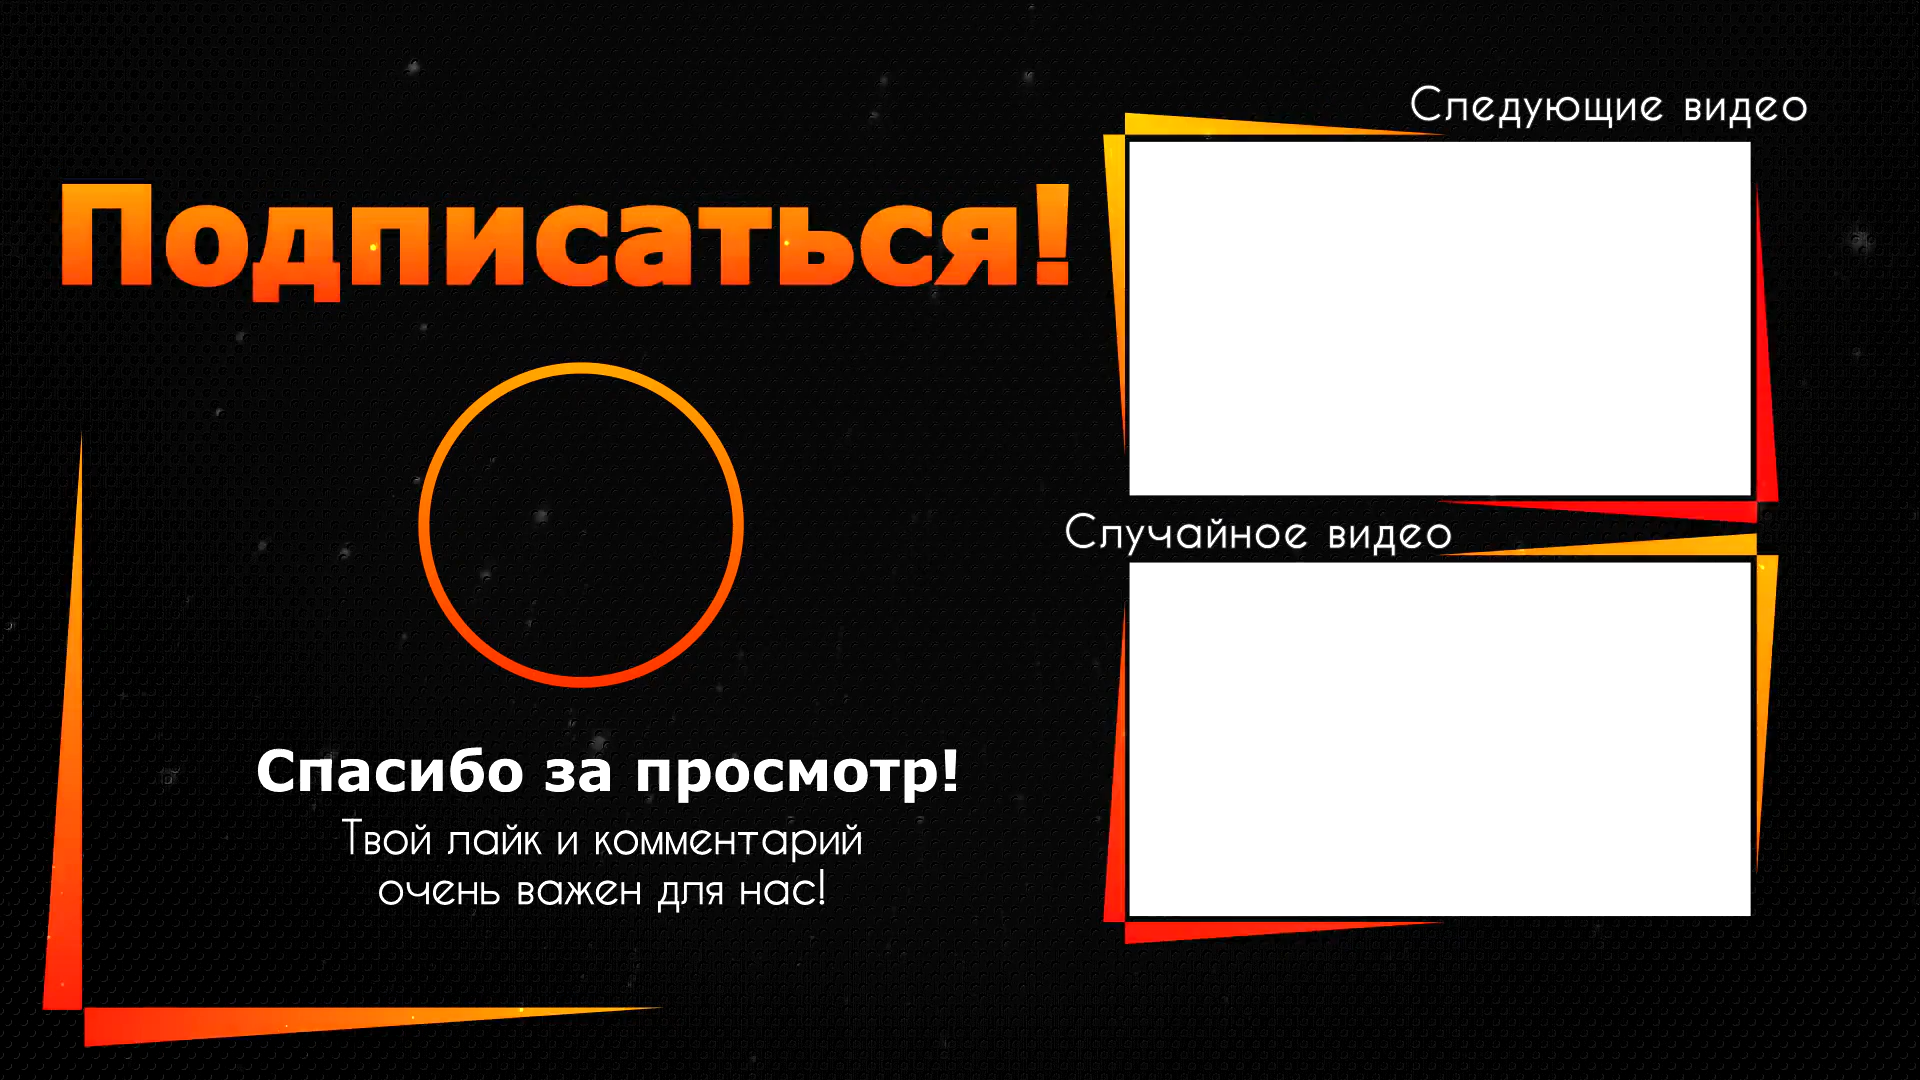 Следующие видео
Подписаться!
Случайное видео
Спасибо за просмотр!
Твой лайк и комментарий
очень важен для нас!